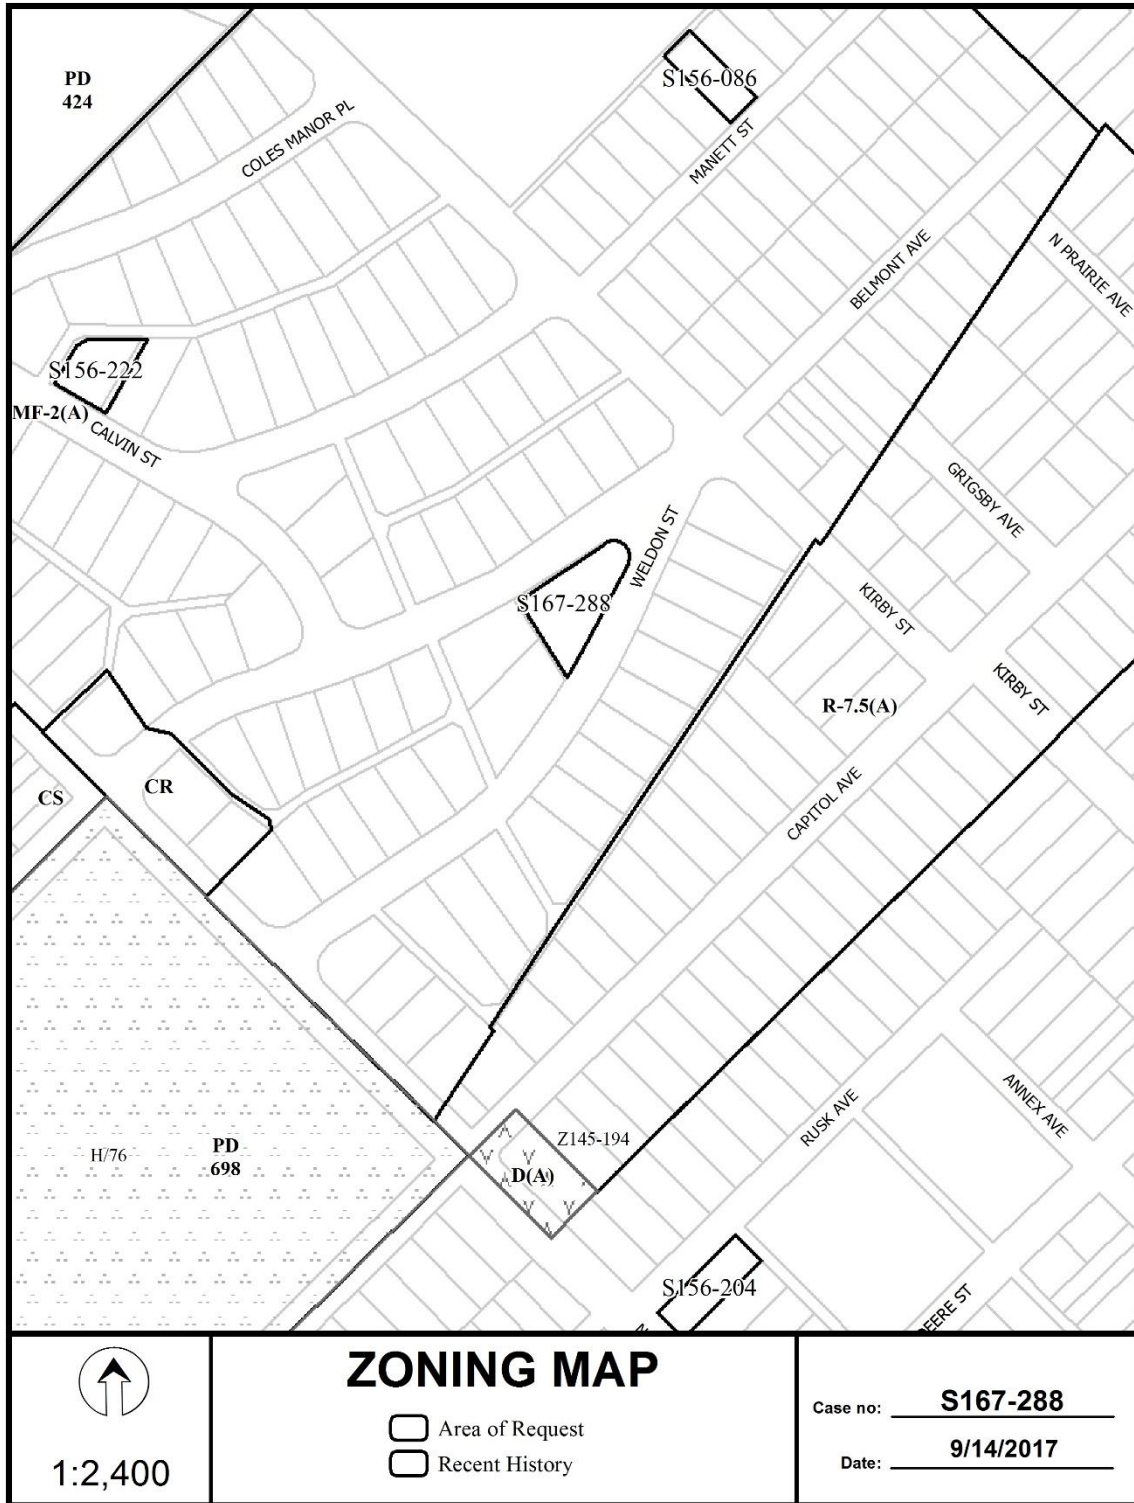 PD
424
COLES MANOR PL
S156-086
MANETT ST
BELMONT AVE
N PRAIRIE AVE
S156-222
MF-2(A)
CALVIN ST
GRIGSBY AVE
WELDON ST
S167-288
KIRBY ST
KIRBY ST
R-7.5(A)
CS
CR
CAPITOL AVE
RUSK AVE
ANNEX AVE
H/76
PD
698
Z145-194
D(A)
S156-204
DEERE ST
1:2,400
ZONING MAP
Area of Request
Recent History
Case no: S167-288
Date: 9/14/2017